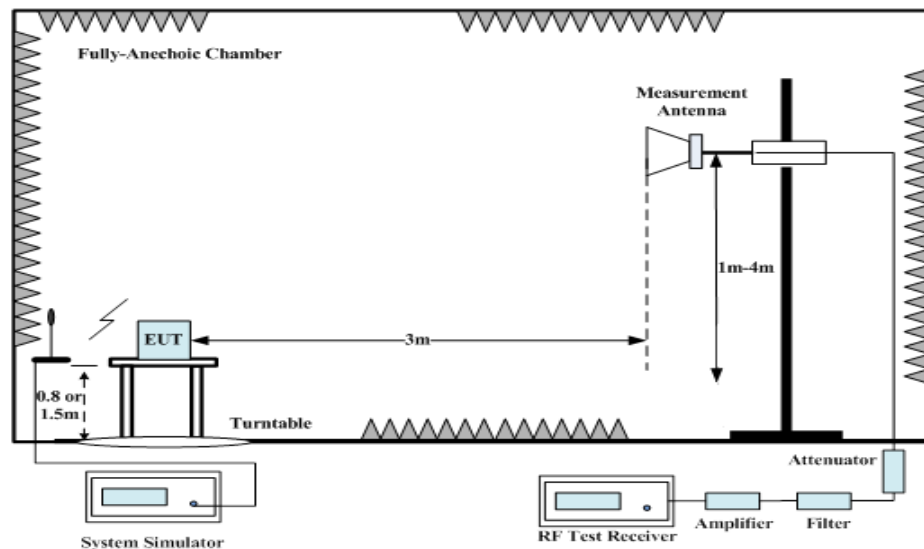 Fully-Anechoic Chamber
Measurement
Antenna
1m-4m
EUT
3m
0.8 or
1.5m
Turntable
Attenuator
System Simulator
RF Test Receiver
Amplifier
Filter